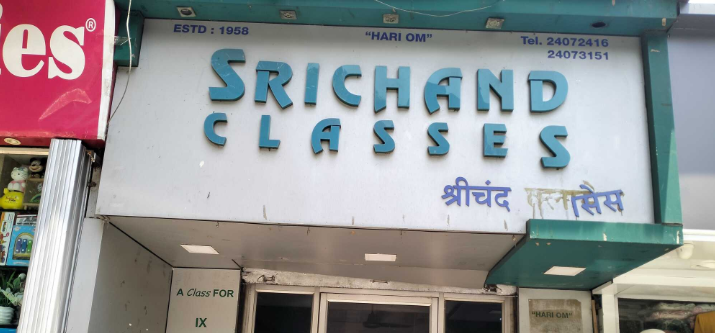 ies®
ESTD : 1958
"HARI OM"
Tel. 24072416
24073151
SRICHAND
CLASSES
श्रीचंद क्लासेस
A Class FOR
IX
"HARI OM"